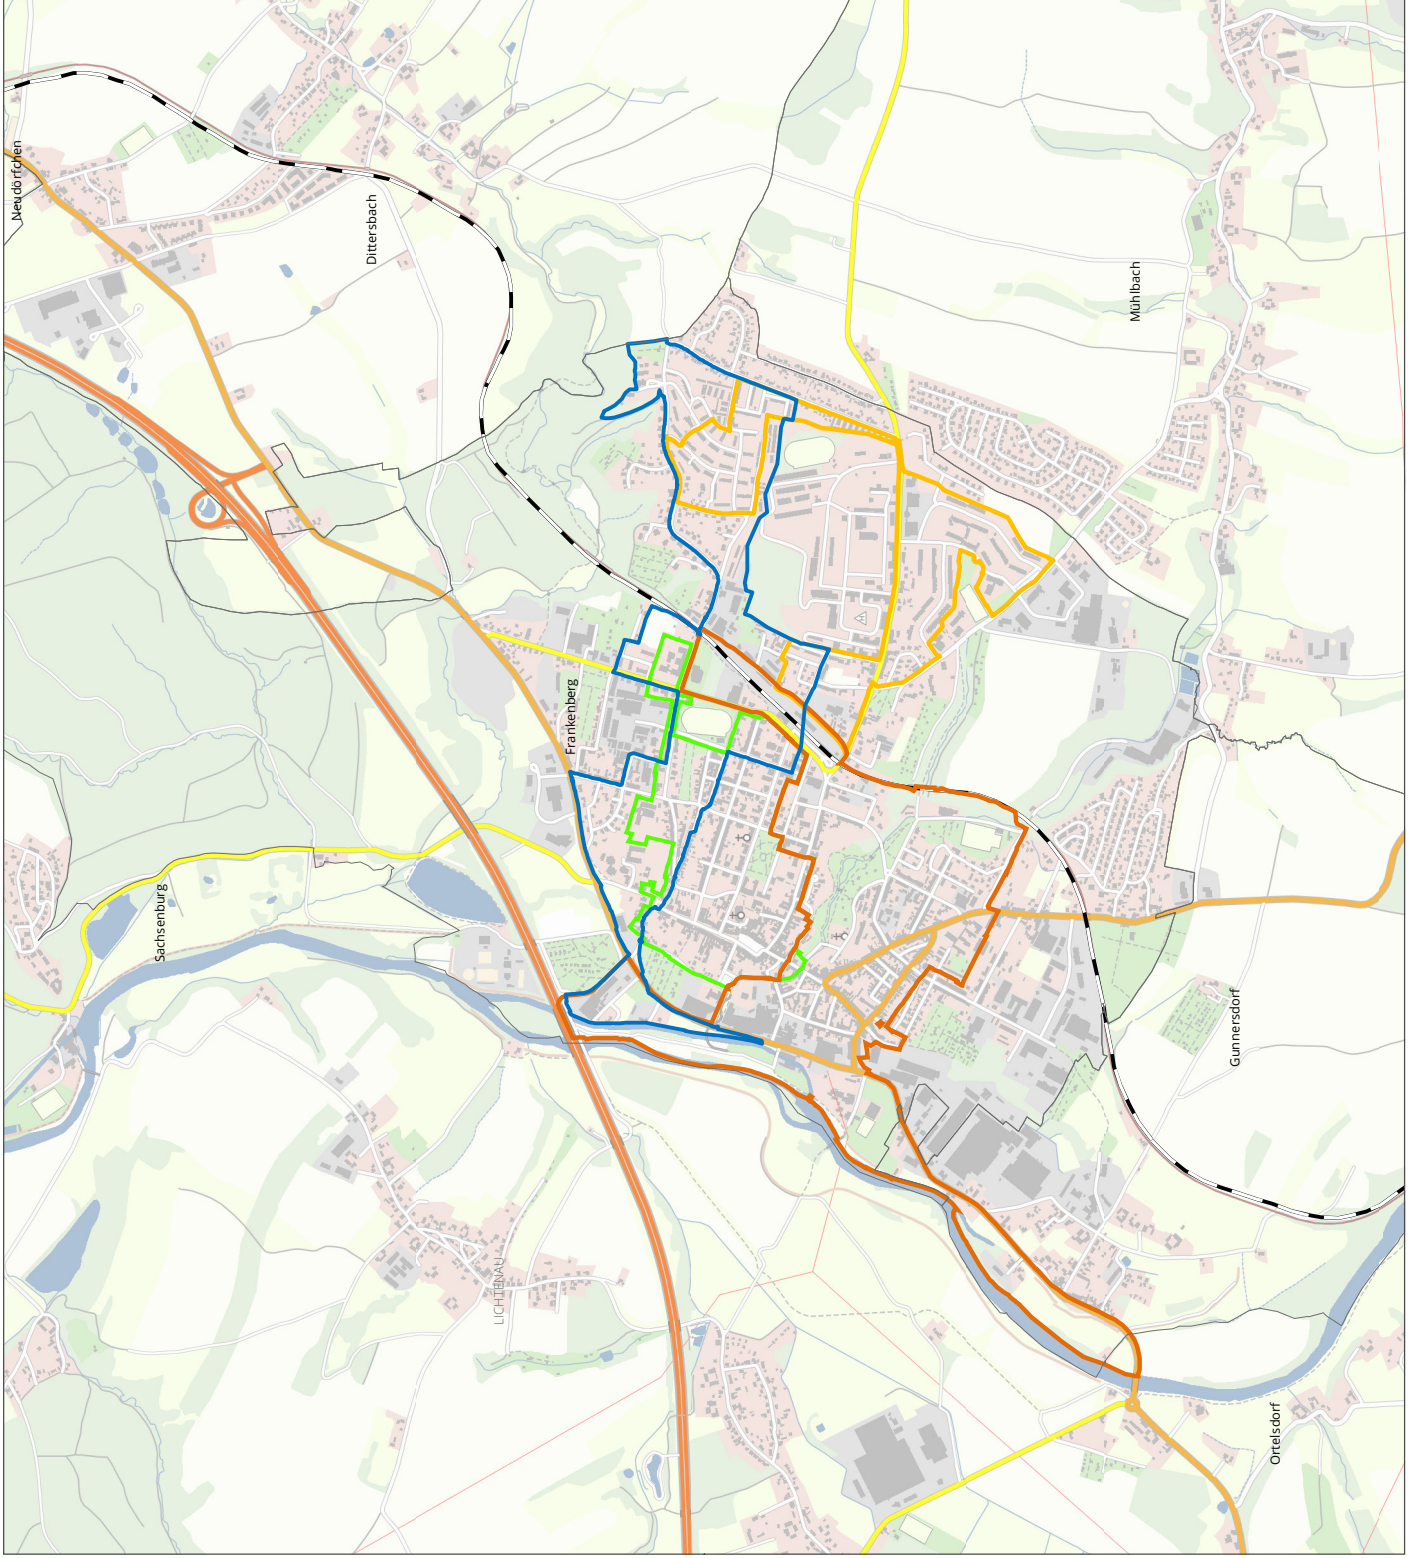 Neudörfchen
Dittersbach
Mühlbach
Frankenberg
Sachsenburg
Gunnersdorf
LICHTENAU
Ortelsdorf